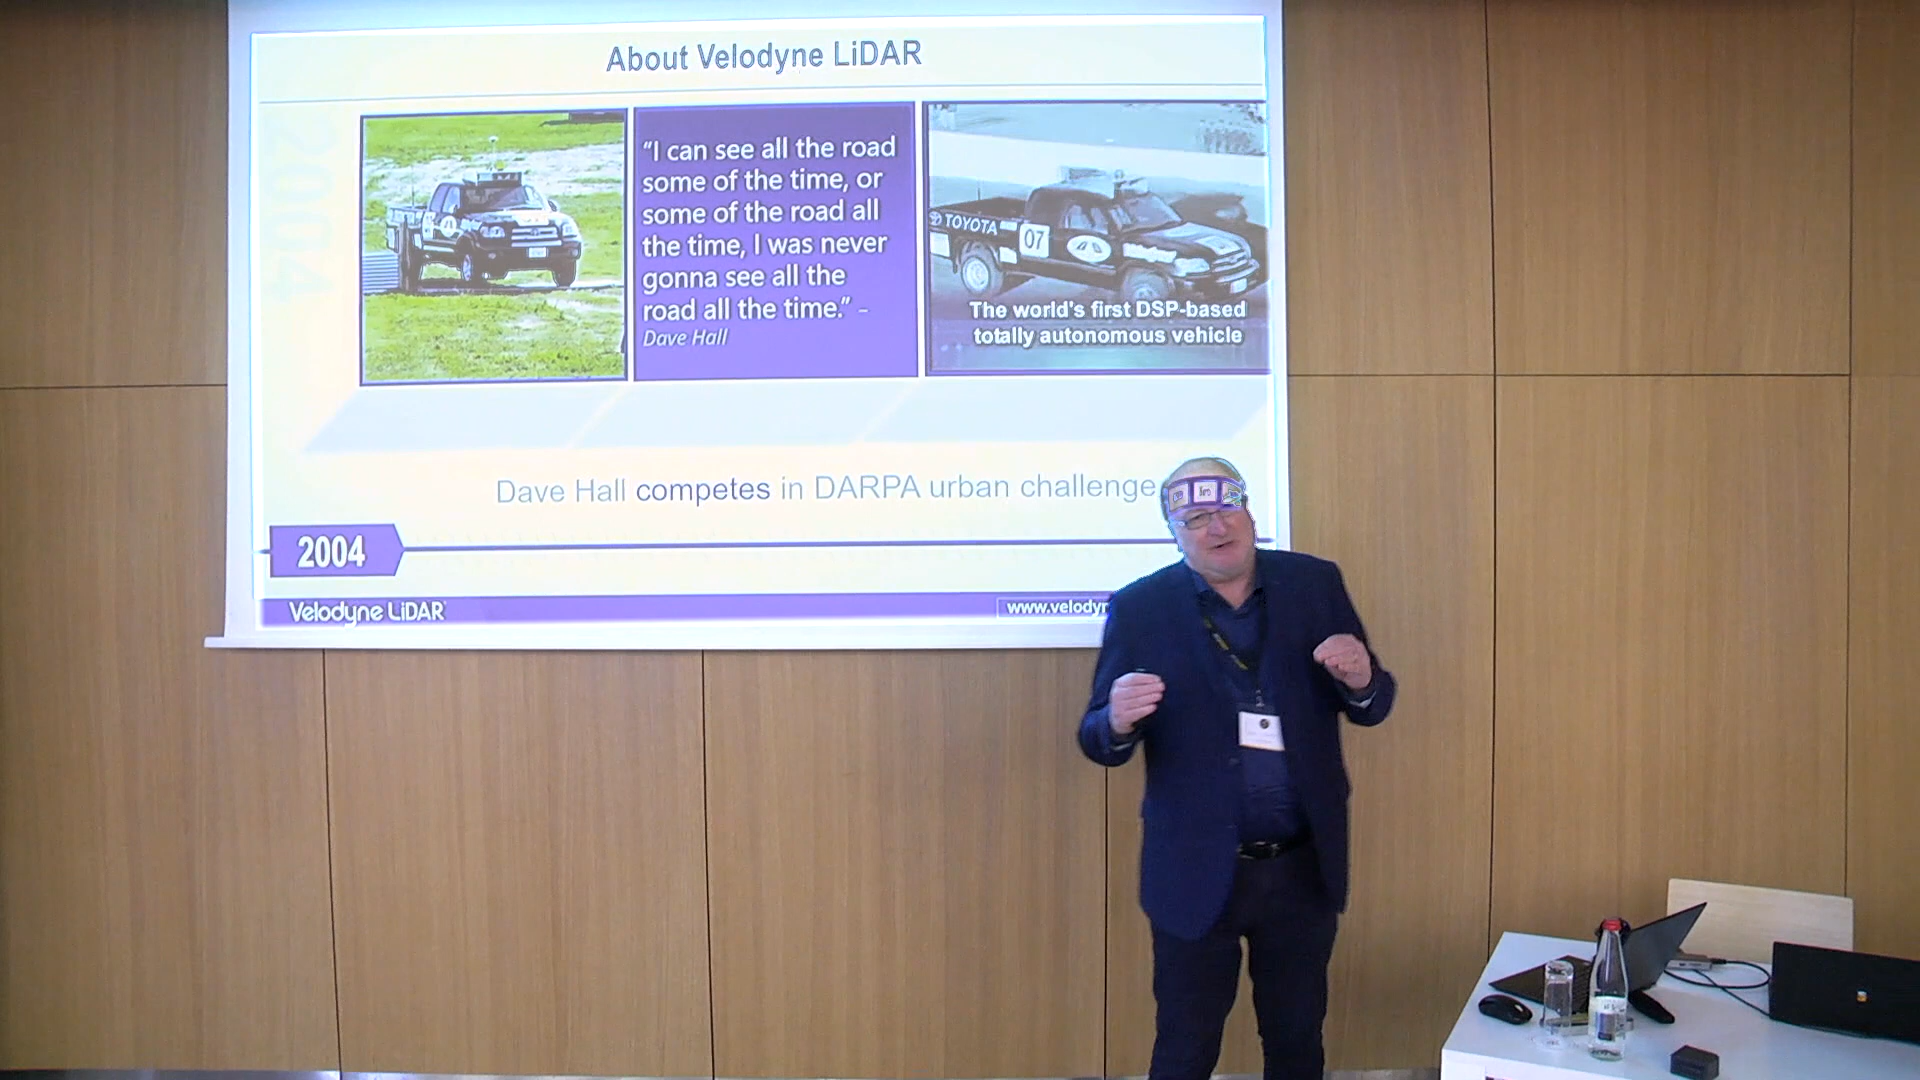 About Velodyne LiDAR
2004
“I can see all the road
some of the time, or
some of the road all
the time, I was never
gonna see all the
road all the time.” –
Dave Hall
TOYOTA
07
The world's first DSP-based
totally autonomous vehicle
Dave Hall competes in DARPA urban challenge
2004
Velodyne LiDAR
www.velodyn